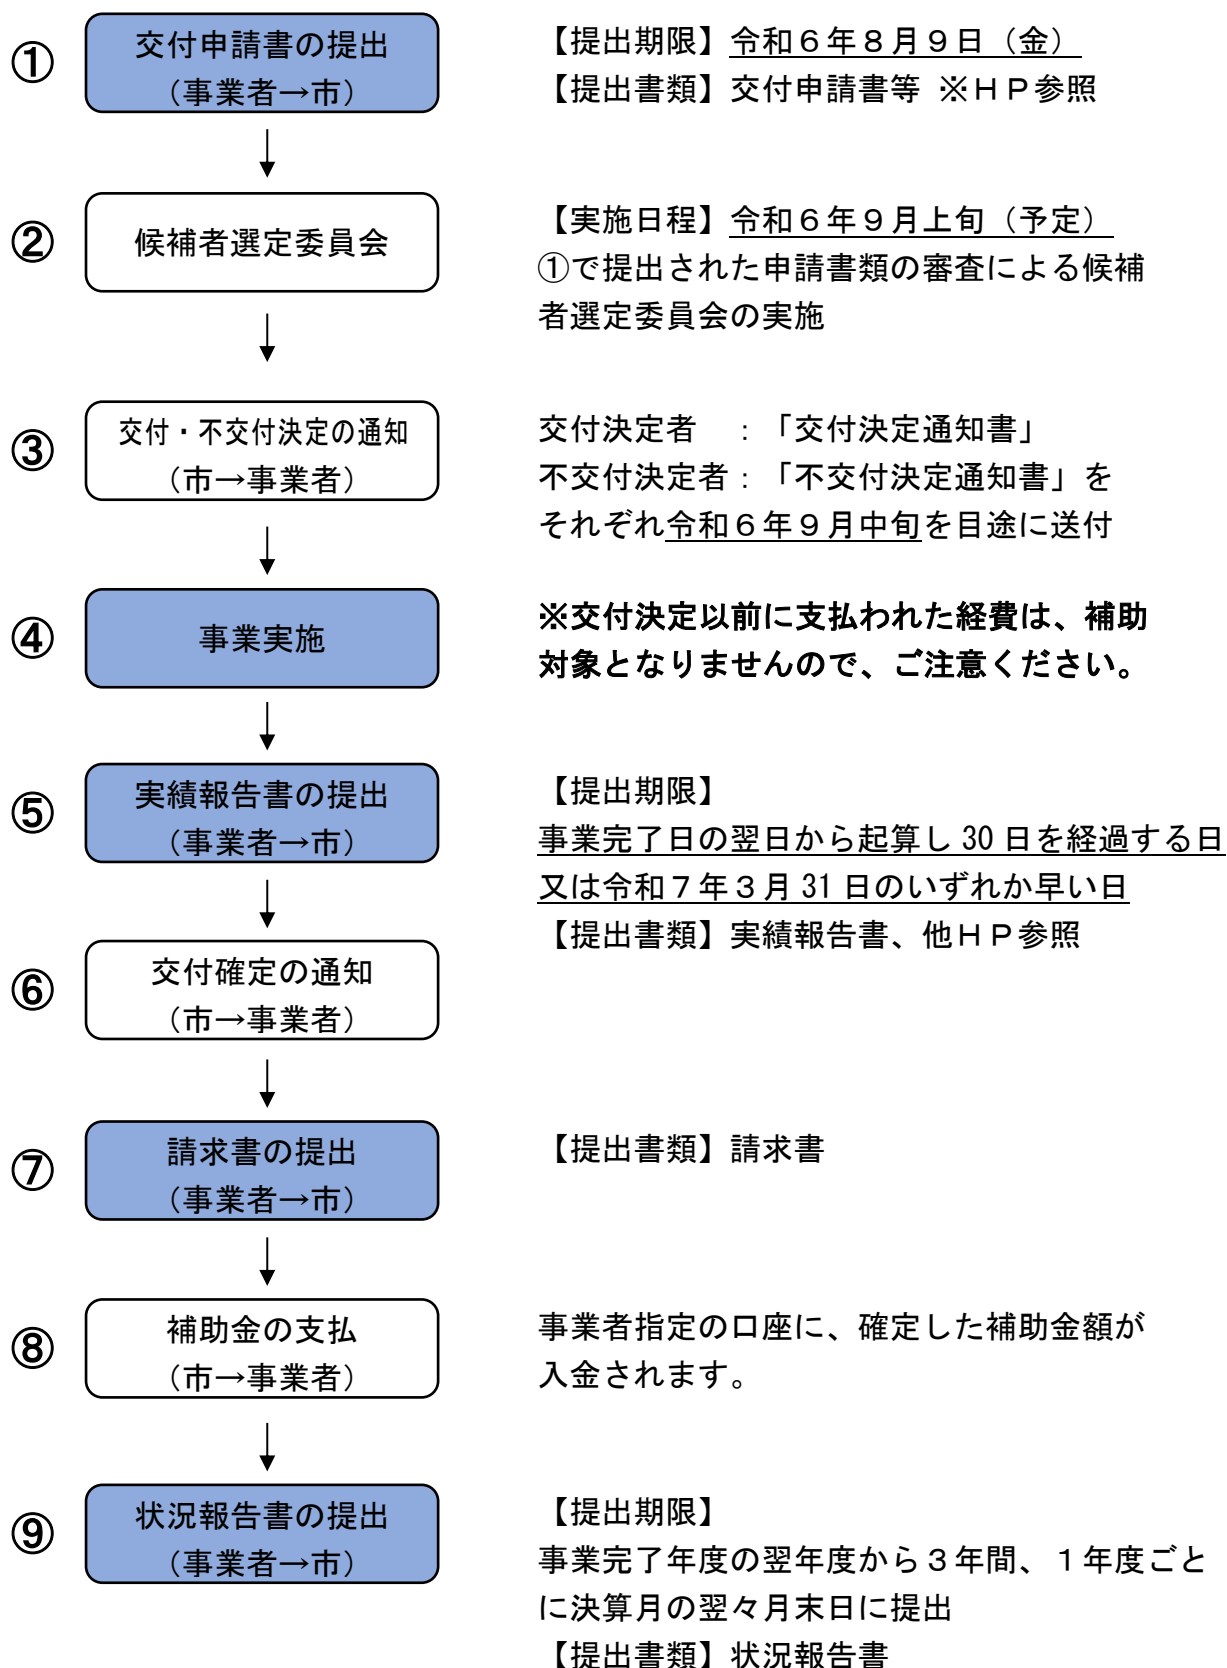 ①
交付申請書の提出
（事業者→市）
【提出期限】令和６年８月９日（金）
【提出書類】交付申請書等 ※ＨＰ参照
②
候補者選定委員会
【実施日程】令和６年９月上旬（予定）
①で提出された申請書類の審査による候補
者選定委員会の実施
③
交付・不交付決定の通知
（市→事業者）
交付決定者　：「交付決定通知書」
不交付決定者：「不交付決定通知書」を
それぞれ令和６年９月中旬を目途に送付
④
事業実施
※交付決定以前に支払われた経費は、補助
対象となりませんので、ご注意ください。
⑤
実績報告書の提出
（事業者→市）
【提出期限】
事業完了日の翌日から起算し 30 日を経過する日
又は令和７年３月 31 日のいずれか早い日
【提出書類】実績報告書、他ＨＰ参照
⑥
交付確定の通知
（市→事業者）
⑦
請求書の提出
（事業者→市）
【提出書類】請求書
⑧
補助金の支払
（市→事業者）
事業者指定の口座に、確定した補助金額が
入金されます。
⑨
状況報告書の提出
（事業者→市）
【提出期限】
事業完了年度の翌年度から３年間、１年度ごと
に決算月の翌々月末日に提出
【提出書類】状況報告書